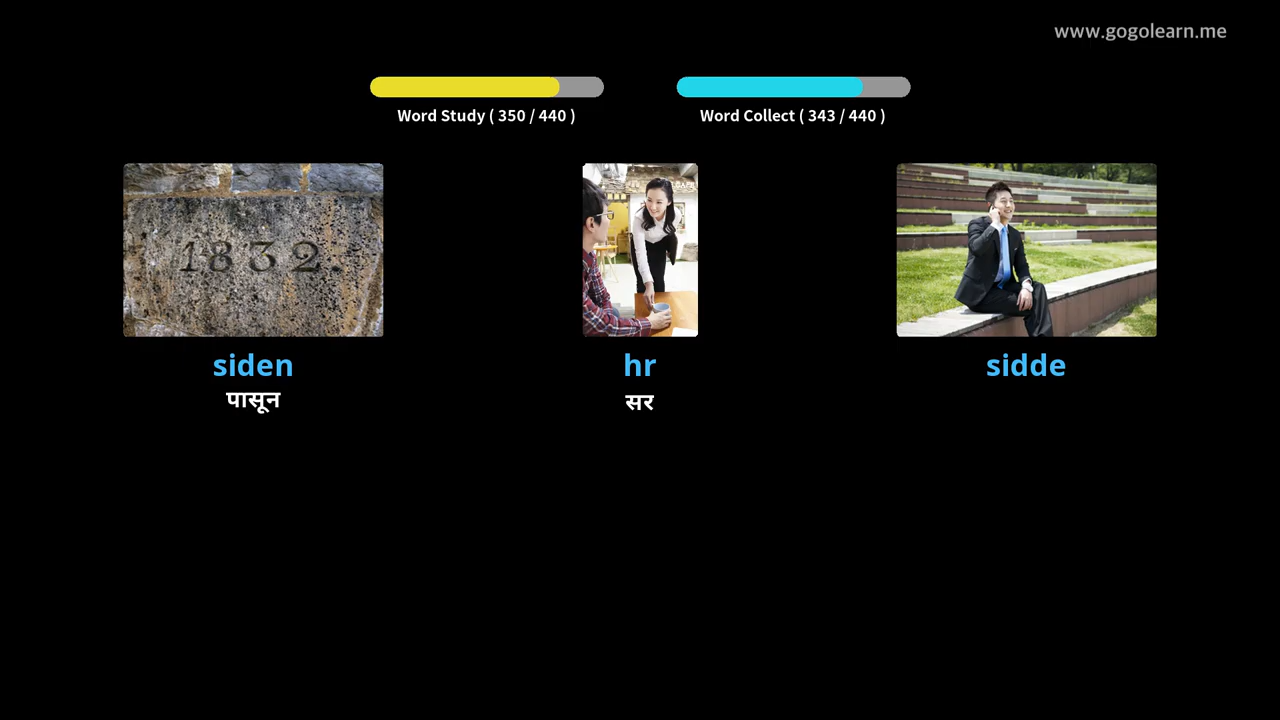 www.gogolearn.me
Word Study ( 350 / 440 )
Word Collect ( 343 / 440 )
1832.
siden
hr
sidde
पासून
सर